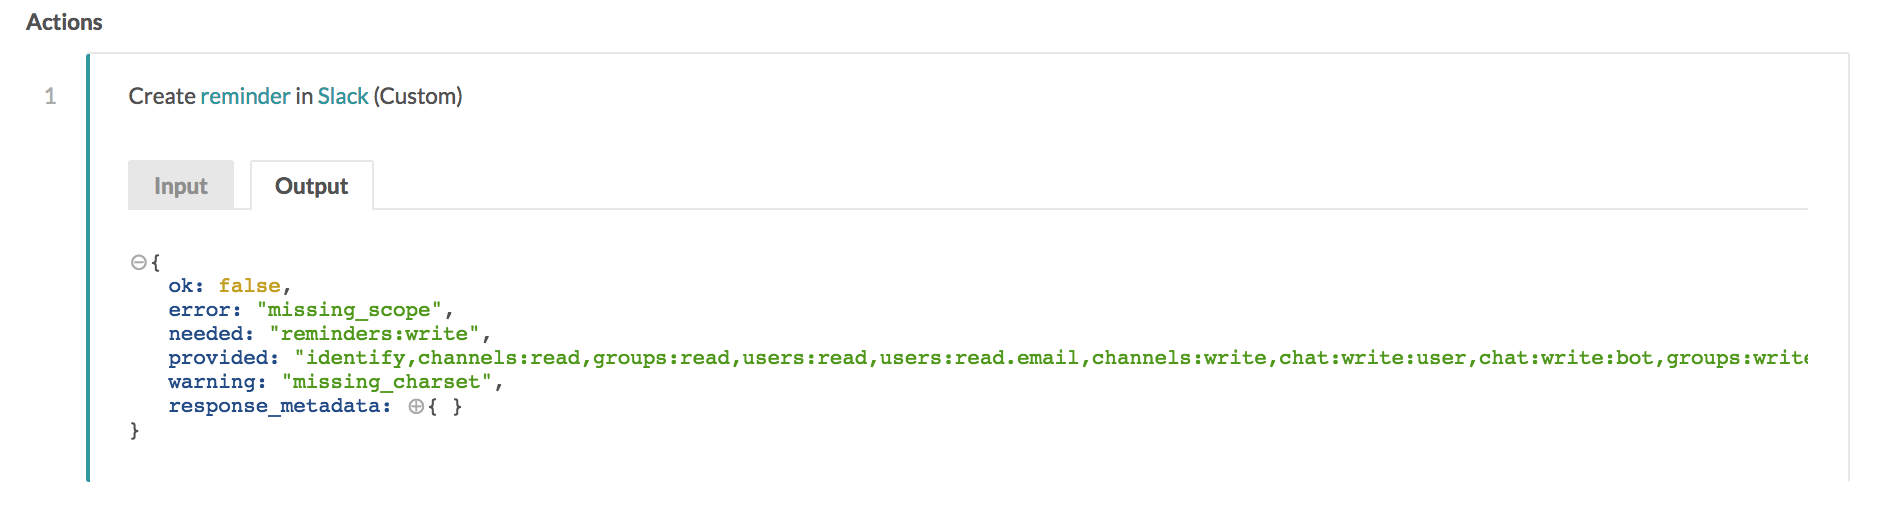 Actions
1
Create reminder in Slack (Custom)
Input Output
{
ok: false,
error: "missing_scope",
needed: "reminders:write",
provided: "identify,channels:read,groups:read,users:read,users:read.email,channels:write,chat:write:user,chat:write:bot,groups:write
warning: "missing_charset",
response_metadata: { }
}